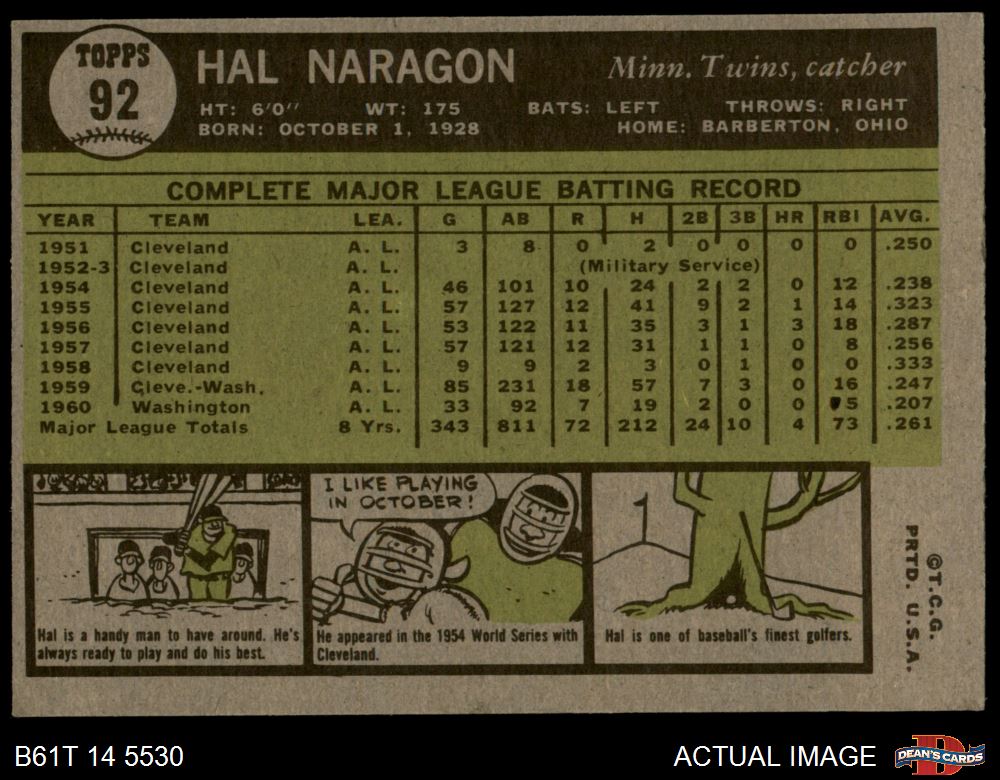 TOPPS
92
HAL NARAGON
Minn. Twins, catcher
HT: 6'0'' WT: 175 BATS: LEFT THROWS: RIGHT
BORN: OCTOBER 1, 1928 HOME: BARBERTON, OHIO
COMPLETE MAJOR LEAGUE BATTING RECORD
YEAR TEAM LEA. G AB R H 2B 3B HR RBI AVG.
1951 Cleveland A. L. 3 8 0 2 0 0 0 0 .250
1952-3 Cleveland A. L. (Military Service)
1954 Cleveland A. L. 46 101 10 24 2 2 0 12 .238
1955 Cleveland A. L. 57 127 12 41 9 2 1 14 .323
1956 Cleveland A. L. 53 122 11 35 3 1 3 18 .287
1957 Cleveland A. L. 57 121 12 31 1 1 0 8 .256
1958 Cleveland A. L. 9 9 2 3 0 1 0 0 .333
1959 Cleve.-Wash. A. L. 85 231 18 57 7 3 0 16 .247
1960 Washington A. L. 33 92 7 19 2 0 0 5 .207
Major League Totals 8 Yrs. 343 811 72 212 24 10 4 73 .261
Hal is a handy man to have around. He's
always ready to play and do his best.
I LIKE PLAYING
IN OCTOBER!
He appeared in the 1954 World Series with
Cleveland.
1
Hal is one of baseball's finest golfers.
©T.C.G.
PRTD. U.S.A.
B61T 14 5530
ACTUAL IMAGE
D
DEAN'S CARDS